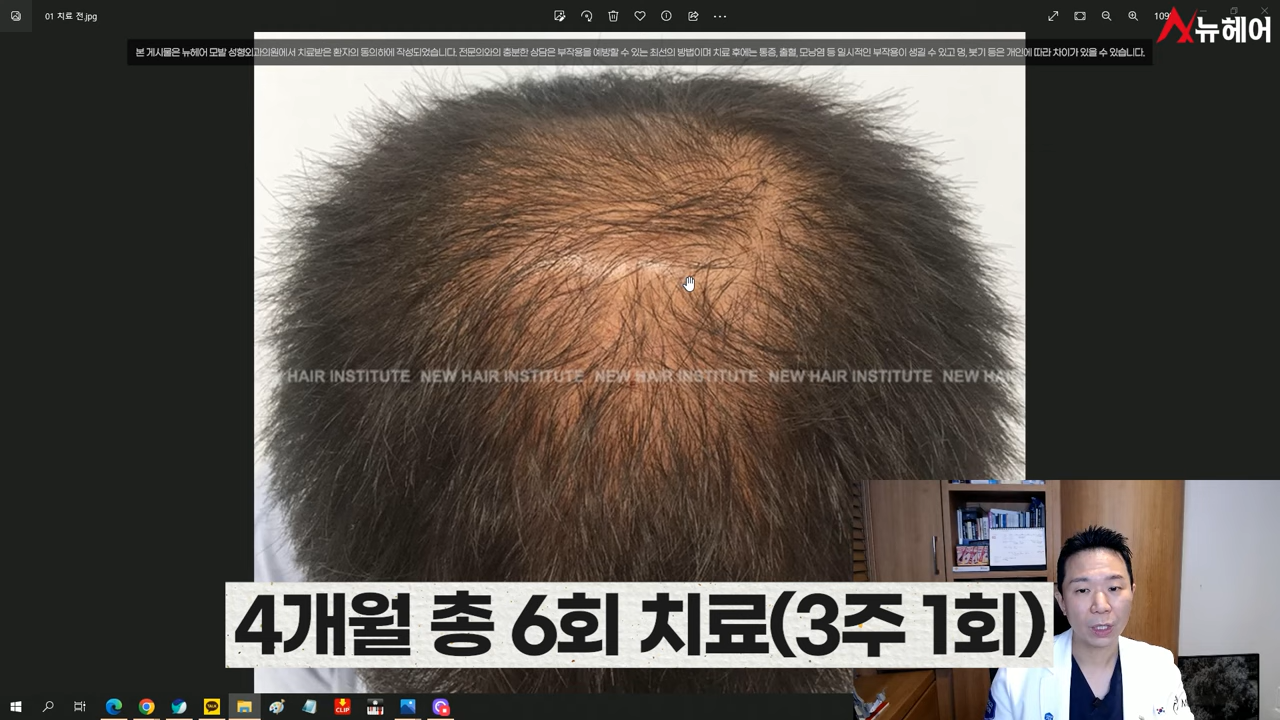 01 치료 전.jpg
109%
뉴헤어
본 게시물은 뉴헤어 모발 성형외과의원에서 치료받은 환자의 동의하에 작성되었습니다. 전문의와의 충분한 상담은 부작용을 예방할 수 있는 최선의 방법이며 치료 후에는 통증, 출혈, 모낭염 등 일시적인 부작용이 생길 수 있고 멍, 붓기 등은 개인에 따라 차이가 있을 수 있습니다.
HAIR INSTITUTE NEW HAIR INSTITUTE NEW HAIR INSTITUTE NEW HAIR INSTITUTE NEW HAI
4개월 총 6회 치료(3주 1회)
CLIP